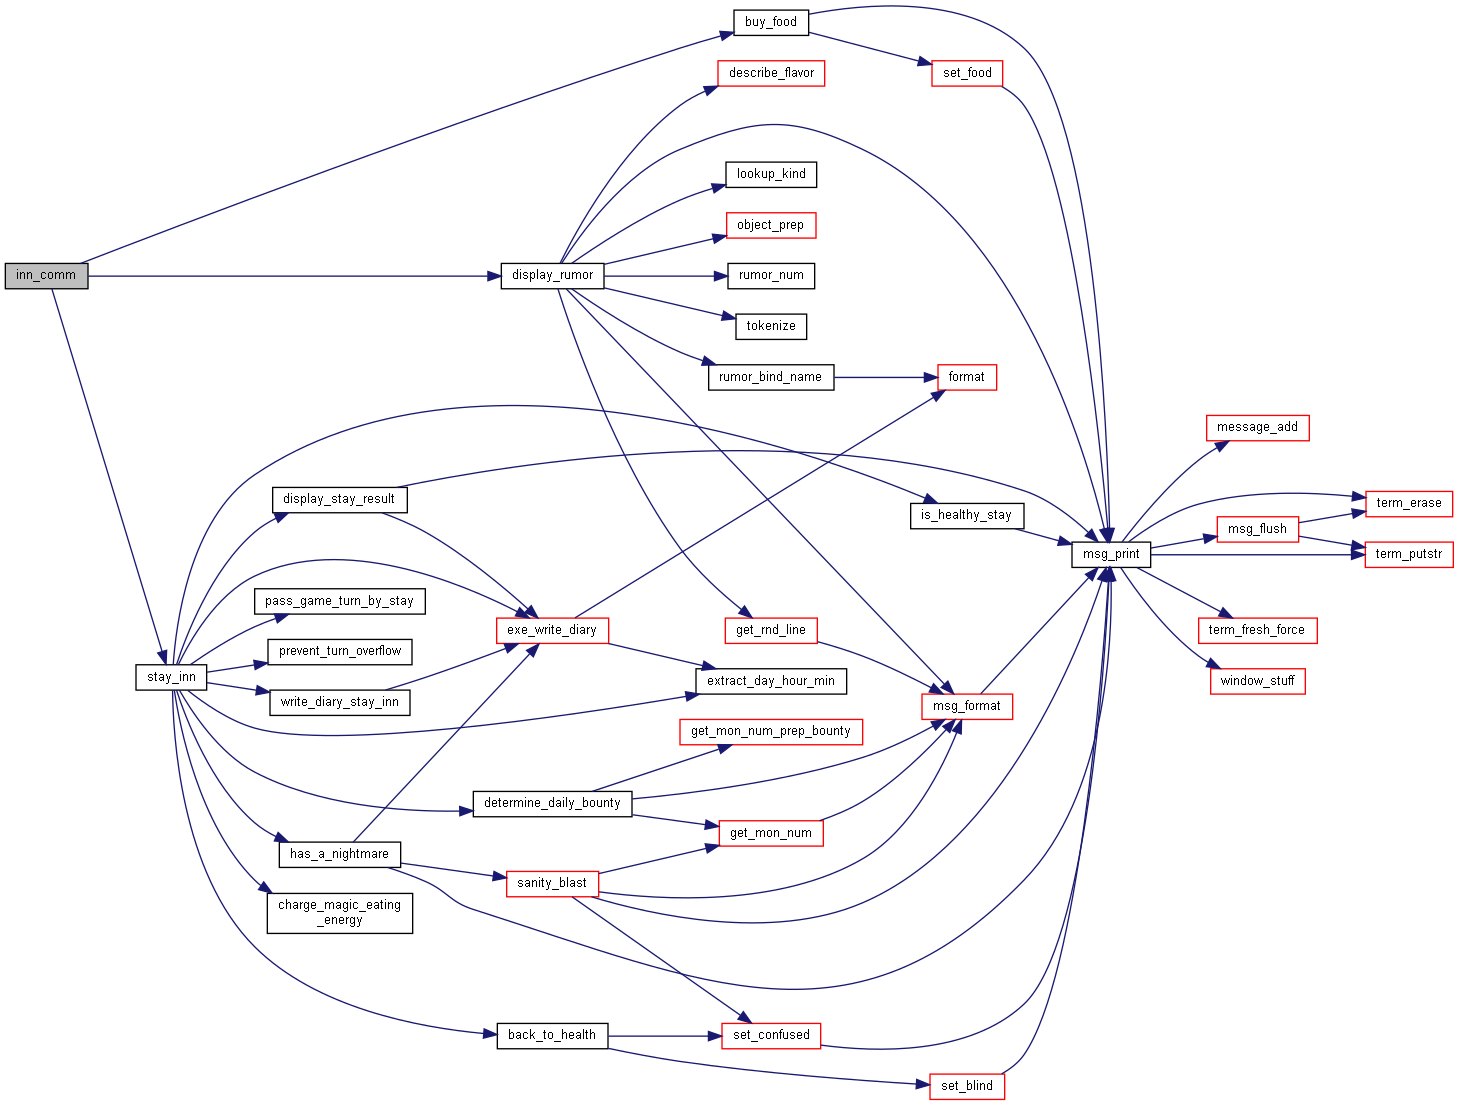 buy_food
describe_flavor
set_food
lookup_kind
object_prep
inn_comm
display_rumor
rumor_num
tokenize
rumor_bind_name
format
message_add
display_stay_result
is_healthy_stay
term_erase
msg_flush
msg_print
term_putstr
pass_game_turn_by_stay
exe_write_diary
get_rnd_line
term_fresh_force
prevent_turn_overflow
stay_inn
extract_day_hour_min
window_stuff
write_diary_stay_inn
msg_format
get_mon_num_prep_bounty
determine_daily_bounty
get_mon_num
has_a_nightmare
sanity_blast
charge_magic_eating
_energy
back_to_health
set_confused
set_blind